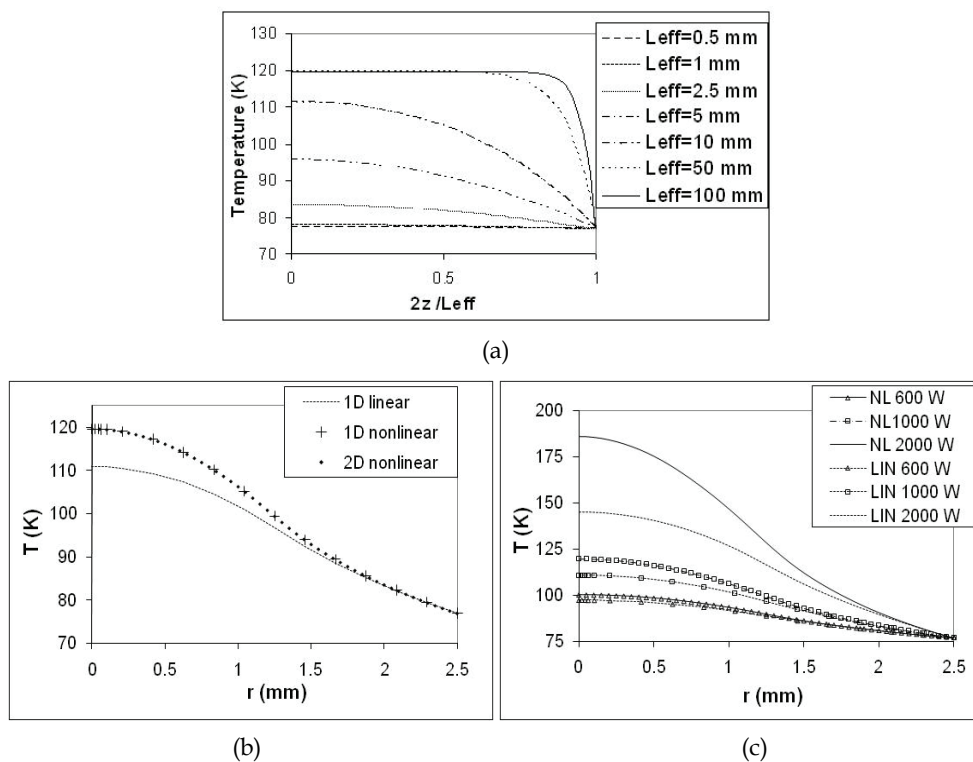 130
120
110
100
90
80
70
Temperature (K)
0
0.5
1
2z /Leff
Leff=0.5 mm
Leff=1 mm
Leff=2.5 mm
Leff=5 mm
Leff=10 mm
Leff=50 mm
Leff=100 mm
(a)
120
110
100
90
80
70
T (K)
0
0.5
1
1.5
2
2.5
r (mm)
1D linear
1D nonlinear
2D nonlinear
(b)
200
175
150
125
100
75
T (K)
0
0.5
1
1.5
2
2.5
r (mm)
NL 600 W
NL1000 W
NL 2000 W
LIN 600 W
LIN 1000 W
LIN 2000 W
(c)